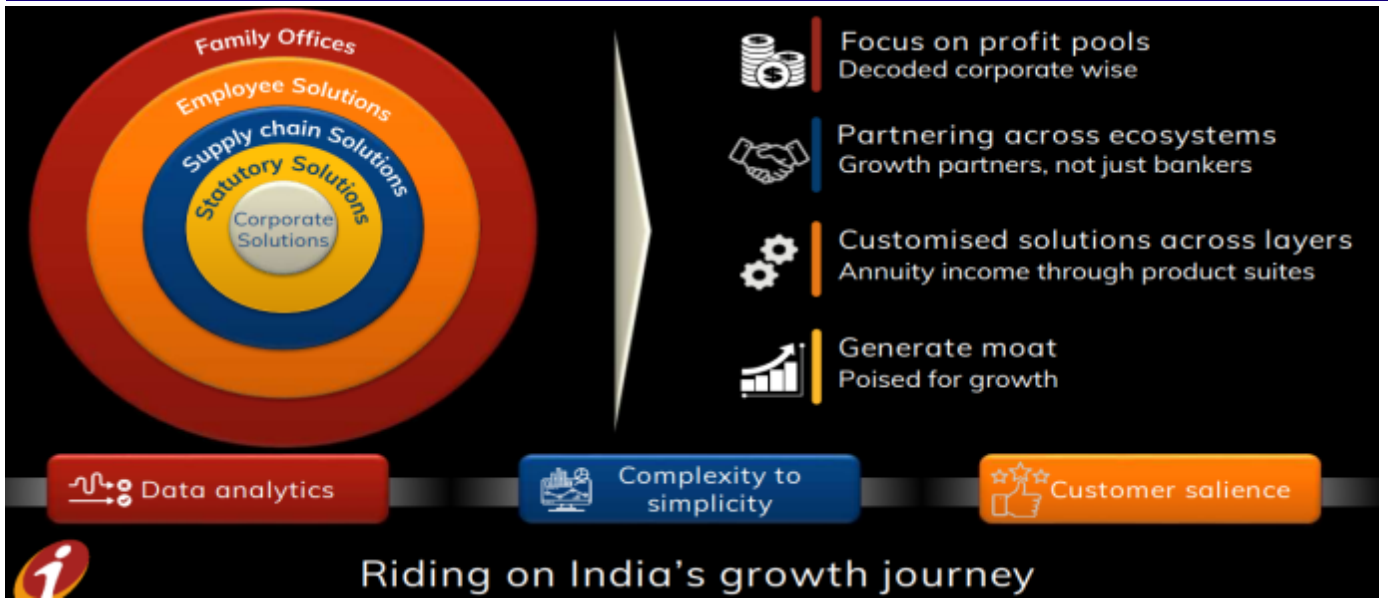 Family Offices
Employee Solutions
Supply chain Solutions
Statutory Solutions
Corporate
Solutions
Focus on profit pools
Decoded corporate wise
Partnering across ecosystems
Growth partners, not just bankers
Customised solutions across layers
Annuity income through product suites
Generate moat
Poised for growth
Data analytics
Complexity to
simplicity
Customer salience
Riding on India's growth journey